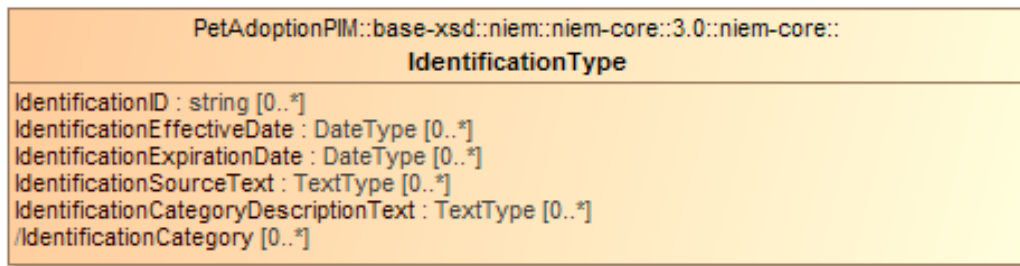 PetAdoptionPIM::base-xsd::niem::niem-core::3.0::niem-core::
IdentificationType
IdentificationID : string [0..*]
IdentificationEffectiveDate : DateType [0..*]
IdentificationExpirationDate : DateType [0..*]
IdentificationSourceText : TextType [0..*]
IdentificationCategoryDescriptionText : TextType [0..*]
/IdentificationCategory [0..*]